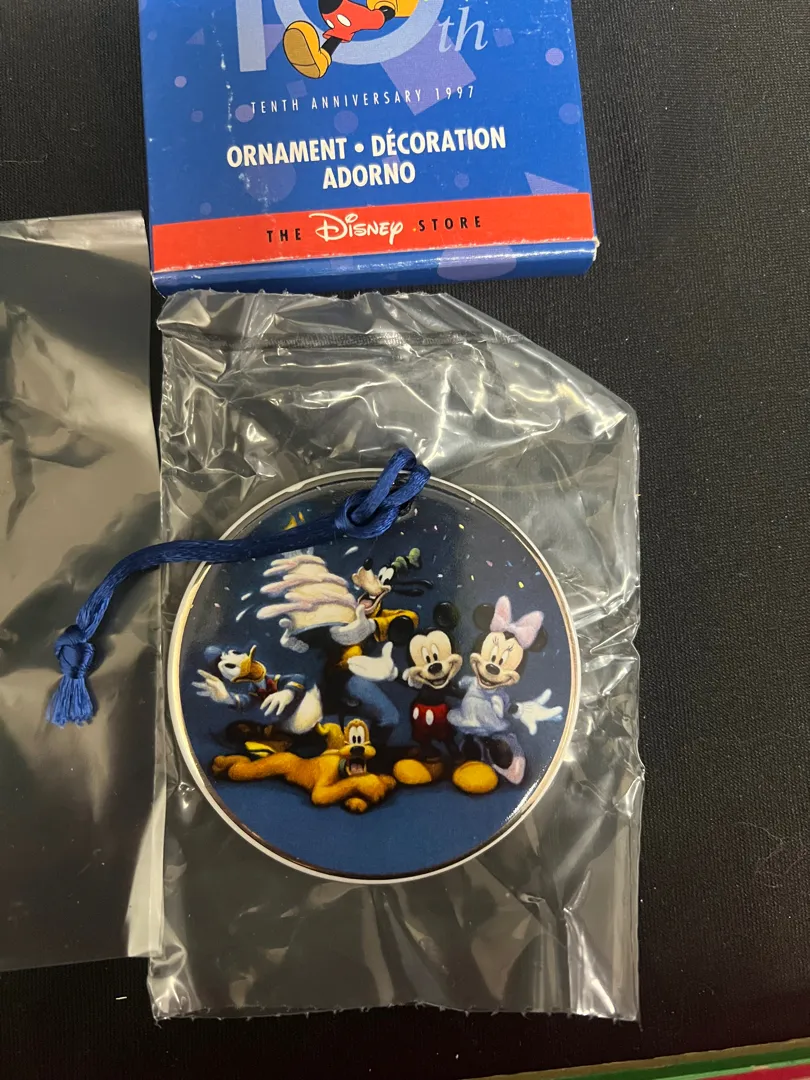 10th
TENTH ANNIVERSARY 1997
ORNAMENT • DÉCORATION
ADORNO
THE Disney STORE